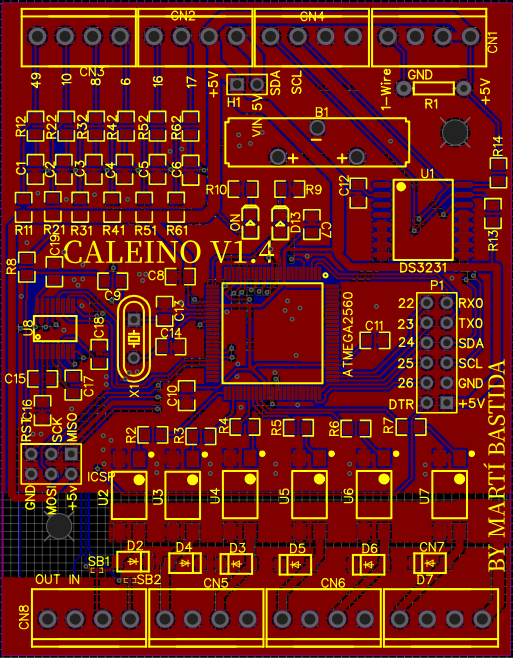 CN2
CN4
CN3
CN1
49
10
8
6
16
17
+5V
H1
5V
SDA
SCL
1-Wire
GND
R1
+5V
VIN
B1
R12
R22
R32
R42
R52
R62
R14
C1
C2
C3
C4
C5
C6
R10
R9
C12
U1
R11
R21
R31
R41
R51
R61
ON
D13
C7
R13
C19
CALEINO V1.4
R8
C8
C9
DS3231
P1
22 RX0
23 TX0
24 SDA
25 SCL
26 GND
DTR +5V
U8
C18
C13
C14
C11
ATMEGA2560
X1
C15
C17
C10
C16
RST
SCK
MISO
R2
R3
R4
R5
R6
R7
ICSP
GND
MOSI
+5V
U2
U3
U4
U5
U6
U7
BY MARTÍ BASTIDA
D2
D4
D3
D5
D6
CN7
SB1
SB2
OUT IN
CN5
CN6
D7
CN8